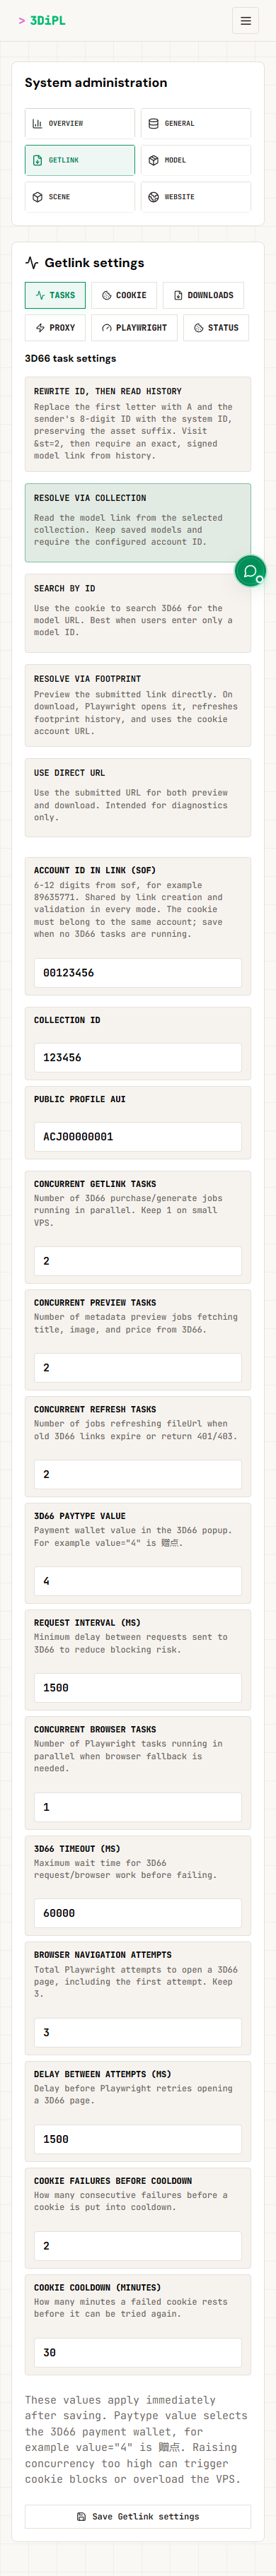 > 3DiPL
System administration
OVERVIEW
GENERAL
GETLINK
MODEL
SCENE
WEBSITE
Getlink settings
TASKS
COOKIE
DOWNLOADS
PROXY
PLAYWRIGHT
STATUS
3D66 task settings
REWRITE ID, THEN READ HISTORY
Replace the first letter with A and the
sender's 8-digit ID with the system ID,
preserving the asset suffix. Visit
&st=2, then require an exact, signed
model link from history.
RESOLVE VIA COLLECTION
Read the model link from the selected
collection. Keep saved models and
require the configured account ID.
SEARCH BY ID
Use the cookie to search 3D66 for the
model URL. Best when users enter only a
model ID.
RESOLVE VIA FOOTPRINT
Preview the submitted link directly. On
download, Playwright opens it, refreshes
footprint history, and uses the cookie
account URL.
USE DIRECT URL
Use the submitted URL for both preview
and download. Intended for diagnostics
only.
ACCOUNT ID IN LINK (SOF)
6-12 digits from sof, for example
89635771. Shared by link creation and
validation in every mode. The cookie
must belong to the same account; save
when no 3D66 tasks are running.
00123456
COLLECTION ID
123456
PUBLIC PROFILE AUI
ACJ00000001
CONCURRENT GETLINK TASKS
Number of 3D66 purchase/generate jobs
running in parallel. Keep 1 on small
VPS.
2
CONCURRENT PREVIEW TASKS
Number of metadata preview jobs fetching
title, image, and price from 3D66.
2
CONCURRENT REFRESH TASKS
Number of jobs refreshing fileUrl when
old 3D66 links expire or return 401/403.
2
3D66 PAYTYPE VALUE
Payment wallet value in the 3D66 popup.
For example value="4" is 赠点.
4
REQUEST INTERVAL (MS)
Minimum delay between requests sent to
3D66 to reduce blocking risk.
1500
CONCURRENT BROWSER TASKS
Number of Playwright tasks running in
parallel when browser fallback is
needed.
1
3D66 TIMEOUT (MS)
Maximum wait time for 3D66
request/browser work before failing.
60000
BROWSER NAVIGATION ATTEMPTS
Total Playwright attempts to open a 3D66
page, including the first attempt. Keep
3.
3
DELAY BETWEEN ATTEMPTS (MS)
Delay before Playwright retries opening
a 3D66 page.
1500
COOKIE FAILURES BEFORE COOLDOWN
How many consecutive failures before a
cookie is put into cooldown.
2
COOKIE COOLDOWN (MINUTES)
How many minutes a failed cookie rests
before it can be tried again.
30
These values apply immediately
after saving. Paytype value selects
the 3D66 payment wallet, for
example value="4" is 赠点. Raising
concurrency too high can trigger
cookie blocks or overload the VPS.
Save Getlink settings